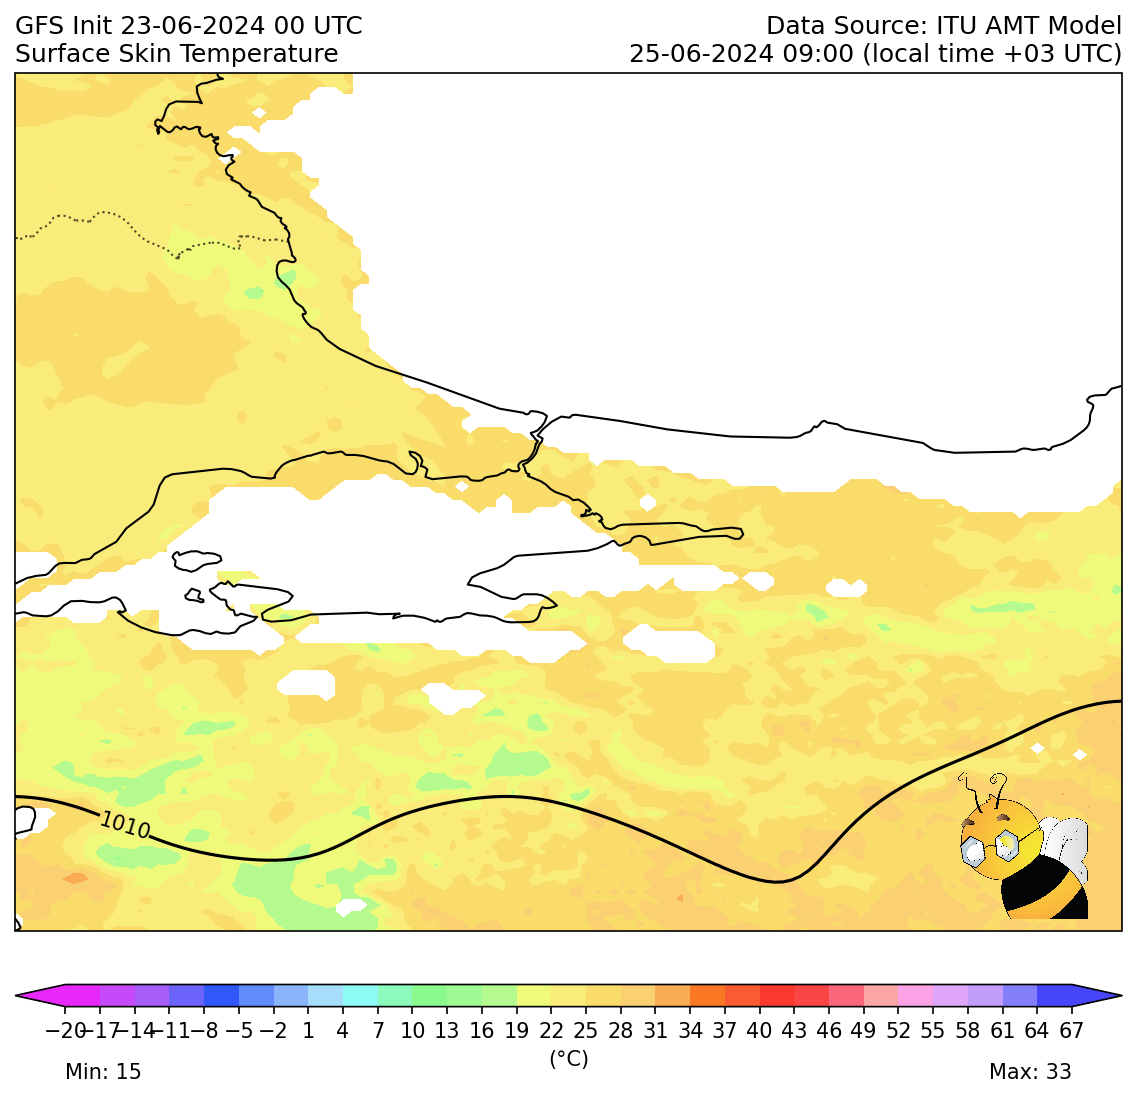 GFS Init 23-06-2024 00 UTC
Data Source: ITU AMT Model
Surface Skin Temperature
25-06-2024 09:00 (local time +03 UTC)
1010
−20 −17 −14 −11 −8 −5 −2 1 4 7 10 13 16 19 22 25 28 31 34 37 40 43 46 49 52 55 58 61 64 67
(°C)
Min: 15
Max: 33